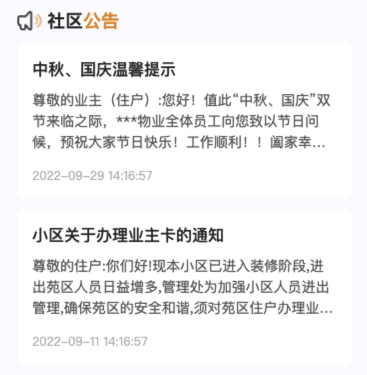 社区公告
中秋、国庆温馨提示
尊敬的业主（住户）:您好！值此“中秋、国庆”双
节来临之际，***物业全体员工向您致以节日问
候，预祝大家节日快乐！工作顺利！！阖家幸...
2022-09-29 14:16:57
小区关于办理业主卡的通知
尊敬的住户:你们好!现本小区已进入装修阶段,进
出苑区人员日益增多,管理处为加强小区人员进出
管理,确保苑区的安全和谐,须对苑区住户办理业...
2022-09-11 14:16:57